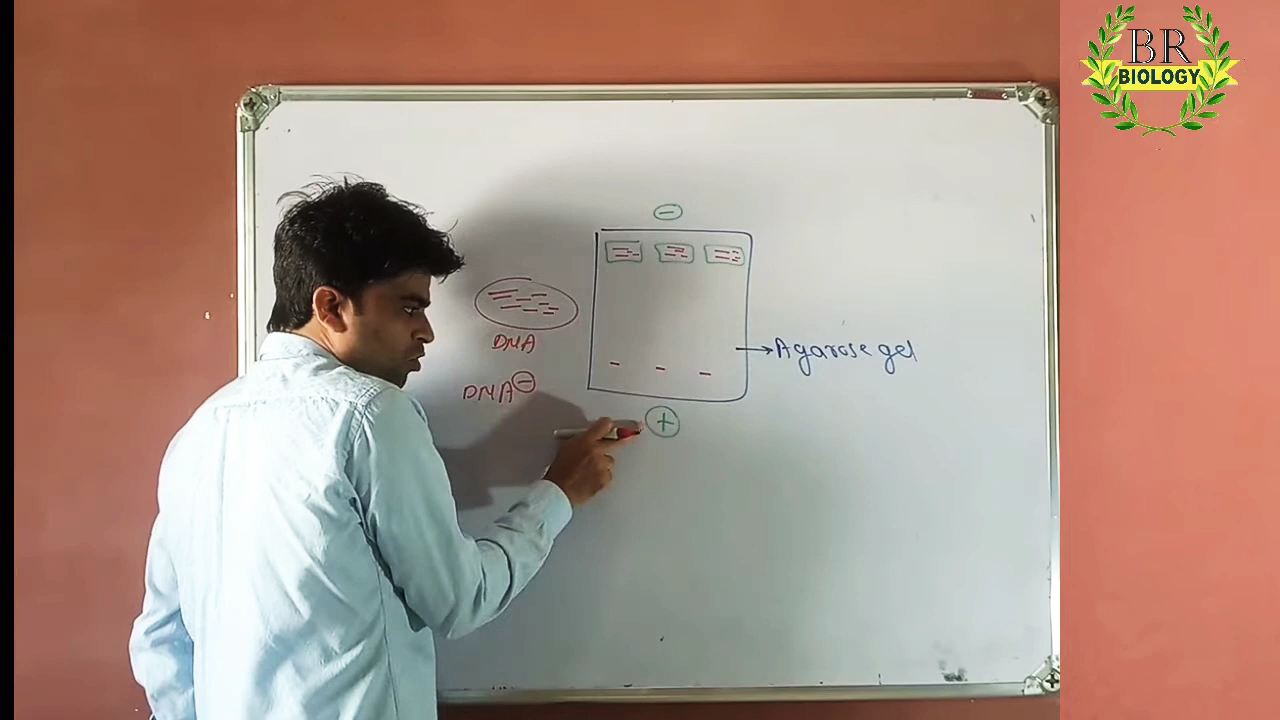 BR
BIOLOGY
−
DNA
DNA⊖
Agarose gel
+